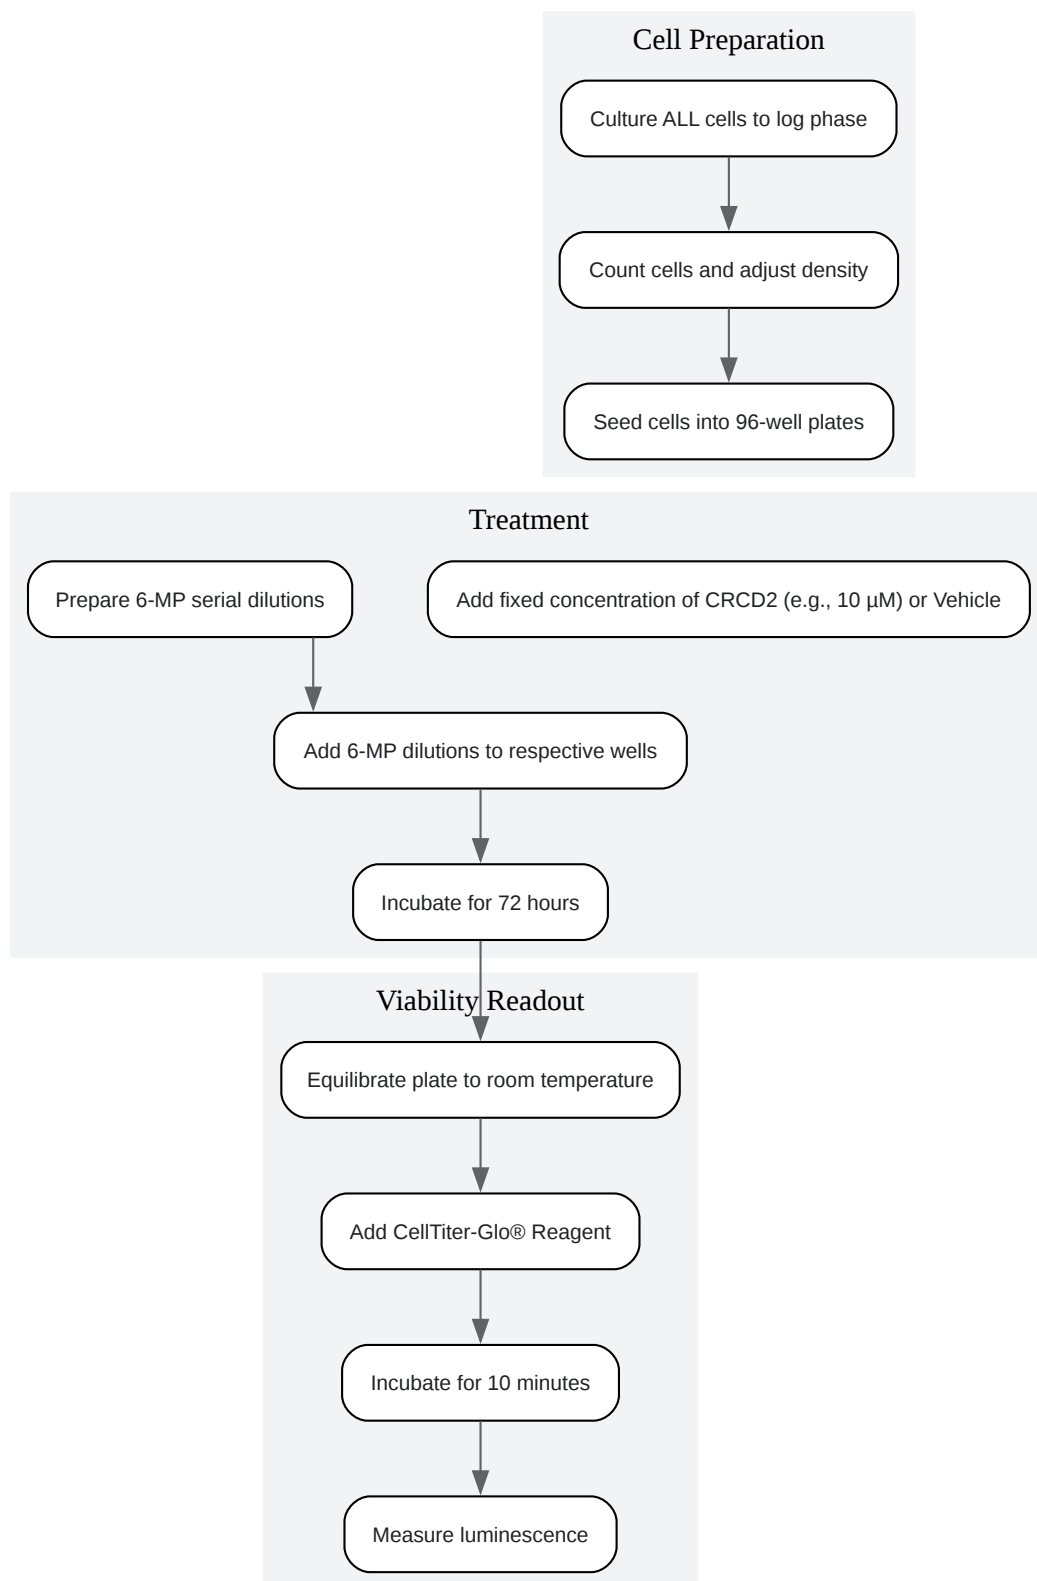 Cell Preparation
Culture ALL cells to log phase
Count cells and adjust density
Seed cells into 96-well plates
Treatment
Prepare 6-MP serial dilutions
Add fixed concentration of CRCD2 (e.g., 10 µM) or Vehicle
Add 6-MP dilutions to respective wells
Incubate for 72 hours
Viability Readout
Equilibrate plate to room temperature
Add CellTiter-Glo® Reagent
Incubate for 10 minutes
Measure luminescence